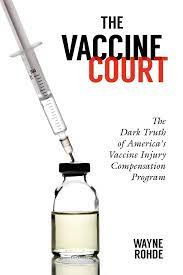 THE
VACCINE
COURT
The
Dark Truth
of America's
Vaccine Injury
Compensation
Program
WAYNE
ROHDE